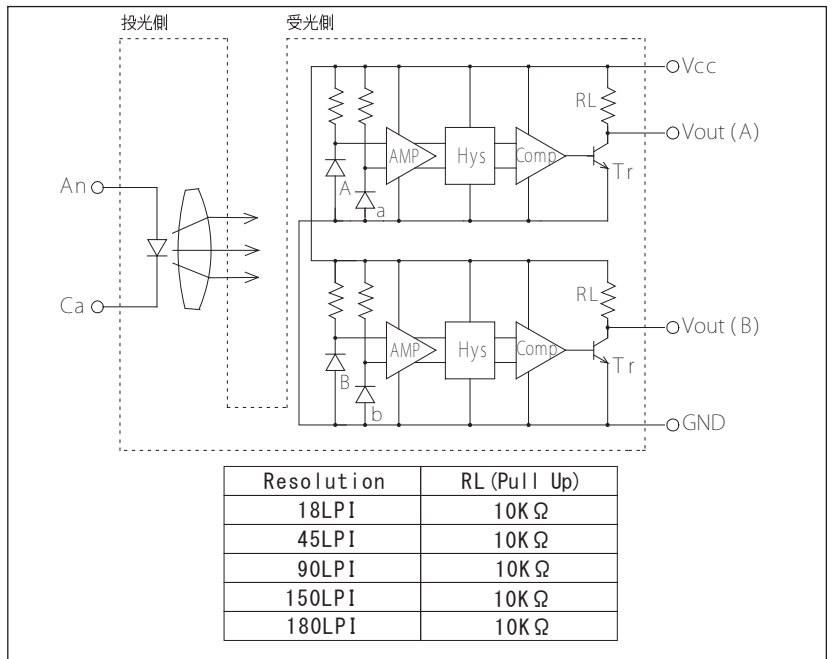 投光側
受光側
Vcc
RL
Vout (A)
AMP
Hys
Comp
Tr
A
a
An
Ca
RL
Vout (B)
AMP
Hys
Comp
Tr
B
b
GND
Resolution RL (Pull Up)
18LPI 10KΩ
45LPI 10KΩ
90LPI 10KΩ
150LPI 10KΩ
180LPI 10KΩ